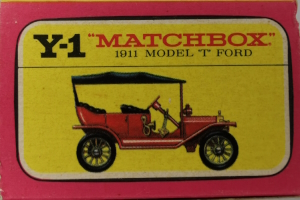 Y-1 "MATCHBOX"
1911 MODEL "T" FORD